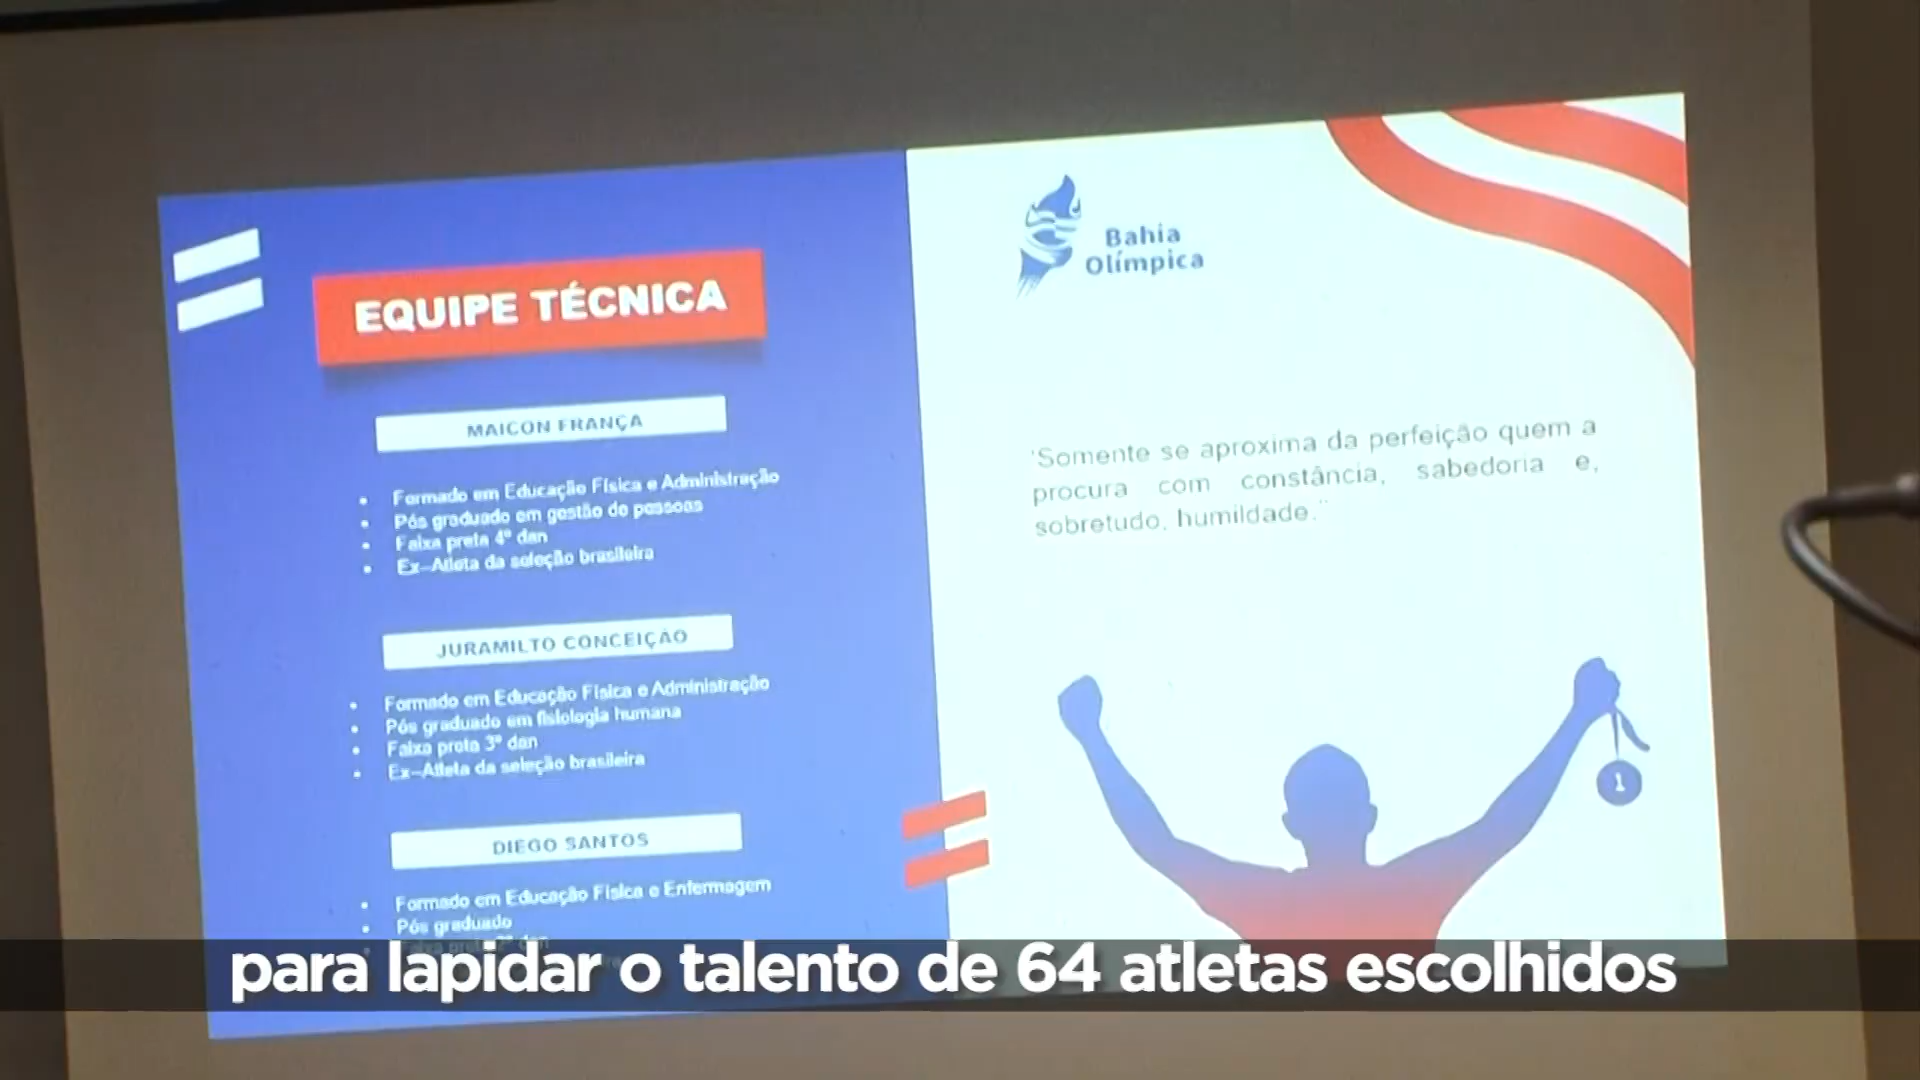 EQUIPE TÉCNICA
MAICON FRANÇA
• Formado em Educação Física e Administração
• Pós graduado em gestão de pessoas
• Faixa preta 4º dan
• Ex-Atleta da seleção brasileira
JURAMILTO CONCEIÇÃO
• Formado em Educação Física e Administração
• Pós graduado em fisiologia humana
• Faixa preta 3º dan
• Ex-Atleta da seleção brasileira
DIEGO SANTOS
• Formado em Educação Física e Enfermagem
• Pós graduado
Bahia
Olímpica
"Somente se aproxima da perfeição quem a
procura com constância, sabedoria e,
sobretudo, humildade."
1
para lapidar o talento de 64 atletas escolhidos